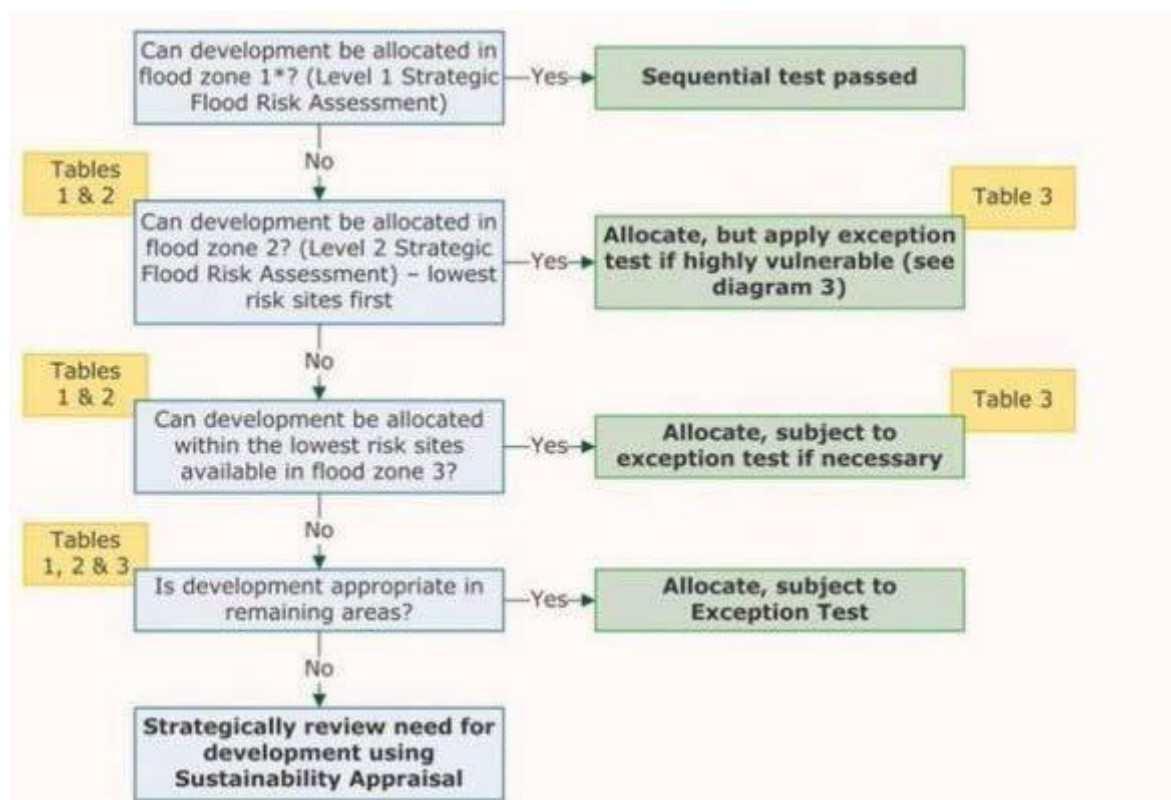 Can development be allocated in
flood zone 1*? (Level 1 Strategic
Flood Risk Assessment)
Yes
Sequential test passed
No
Tables
1 & 2
Can development be allocated in
flood zone 2? (Level 2 Strategic
Flood Risk Assessment) – lowest
risk sites first
Yes
Allocate, but apply exception
test if highly vulnerable (see
diagram 3)
Table 3
No
Tables
1 & 2
Can development be allocated
within the lowest risk sites
available in flood zone 3?
Yes
Allocate, subject to
exception test if necessary
Table 3
No
Tables
1, 2 & 3
Is development appropriate in
remaining areas?
Yes
Allocate, subject to
Exception Test
No
Strategically review need for
development using
Sustainability Appraisal